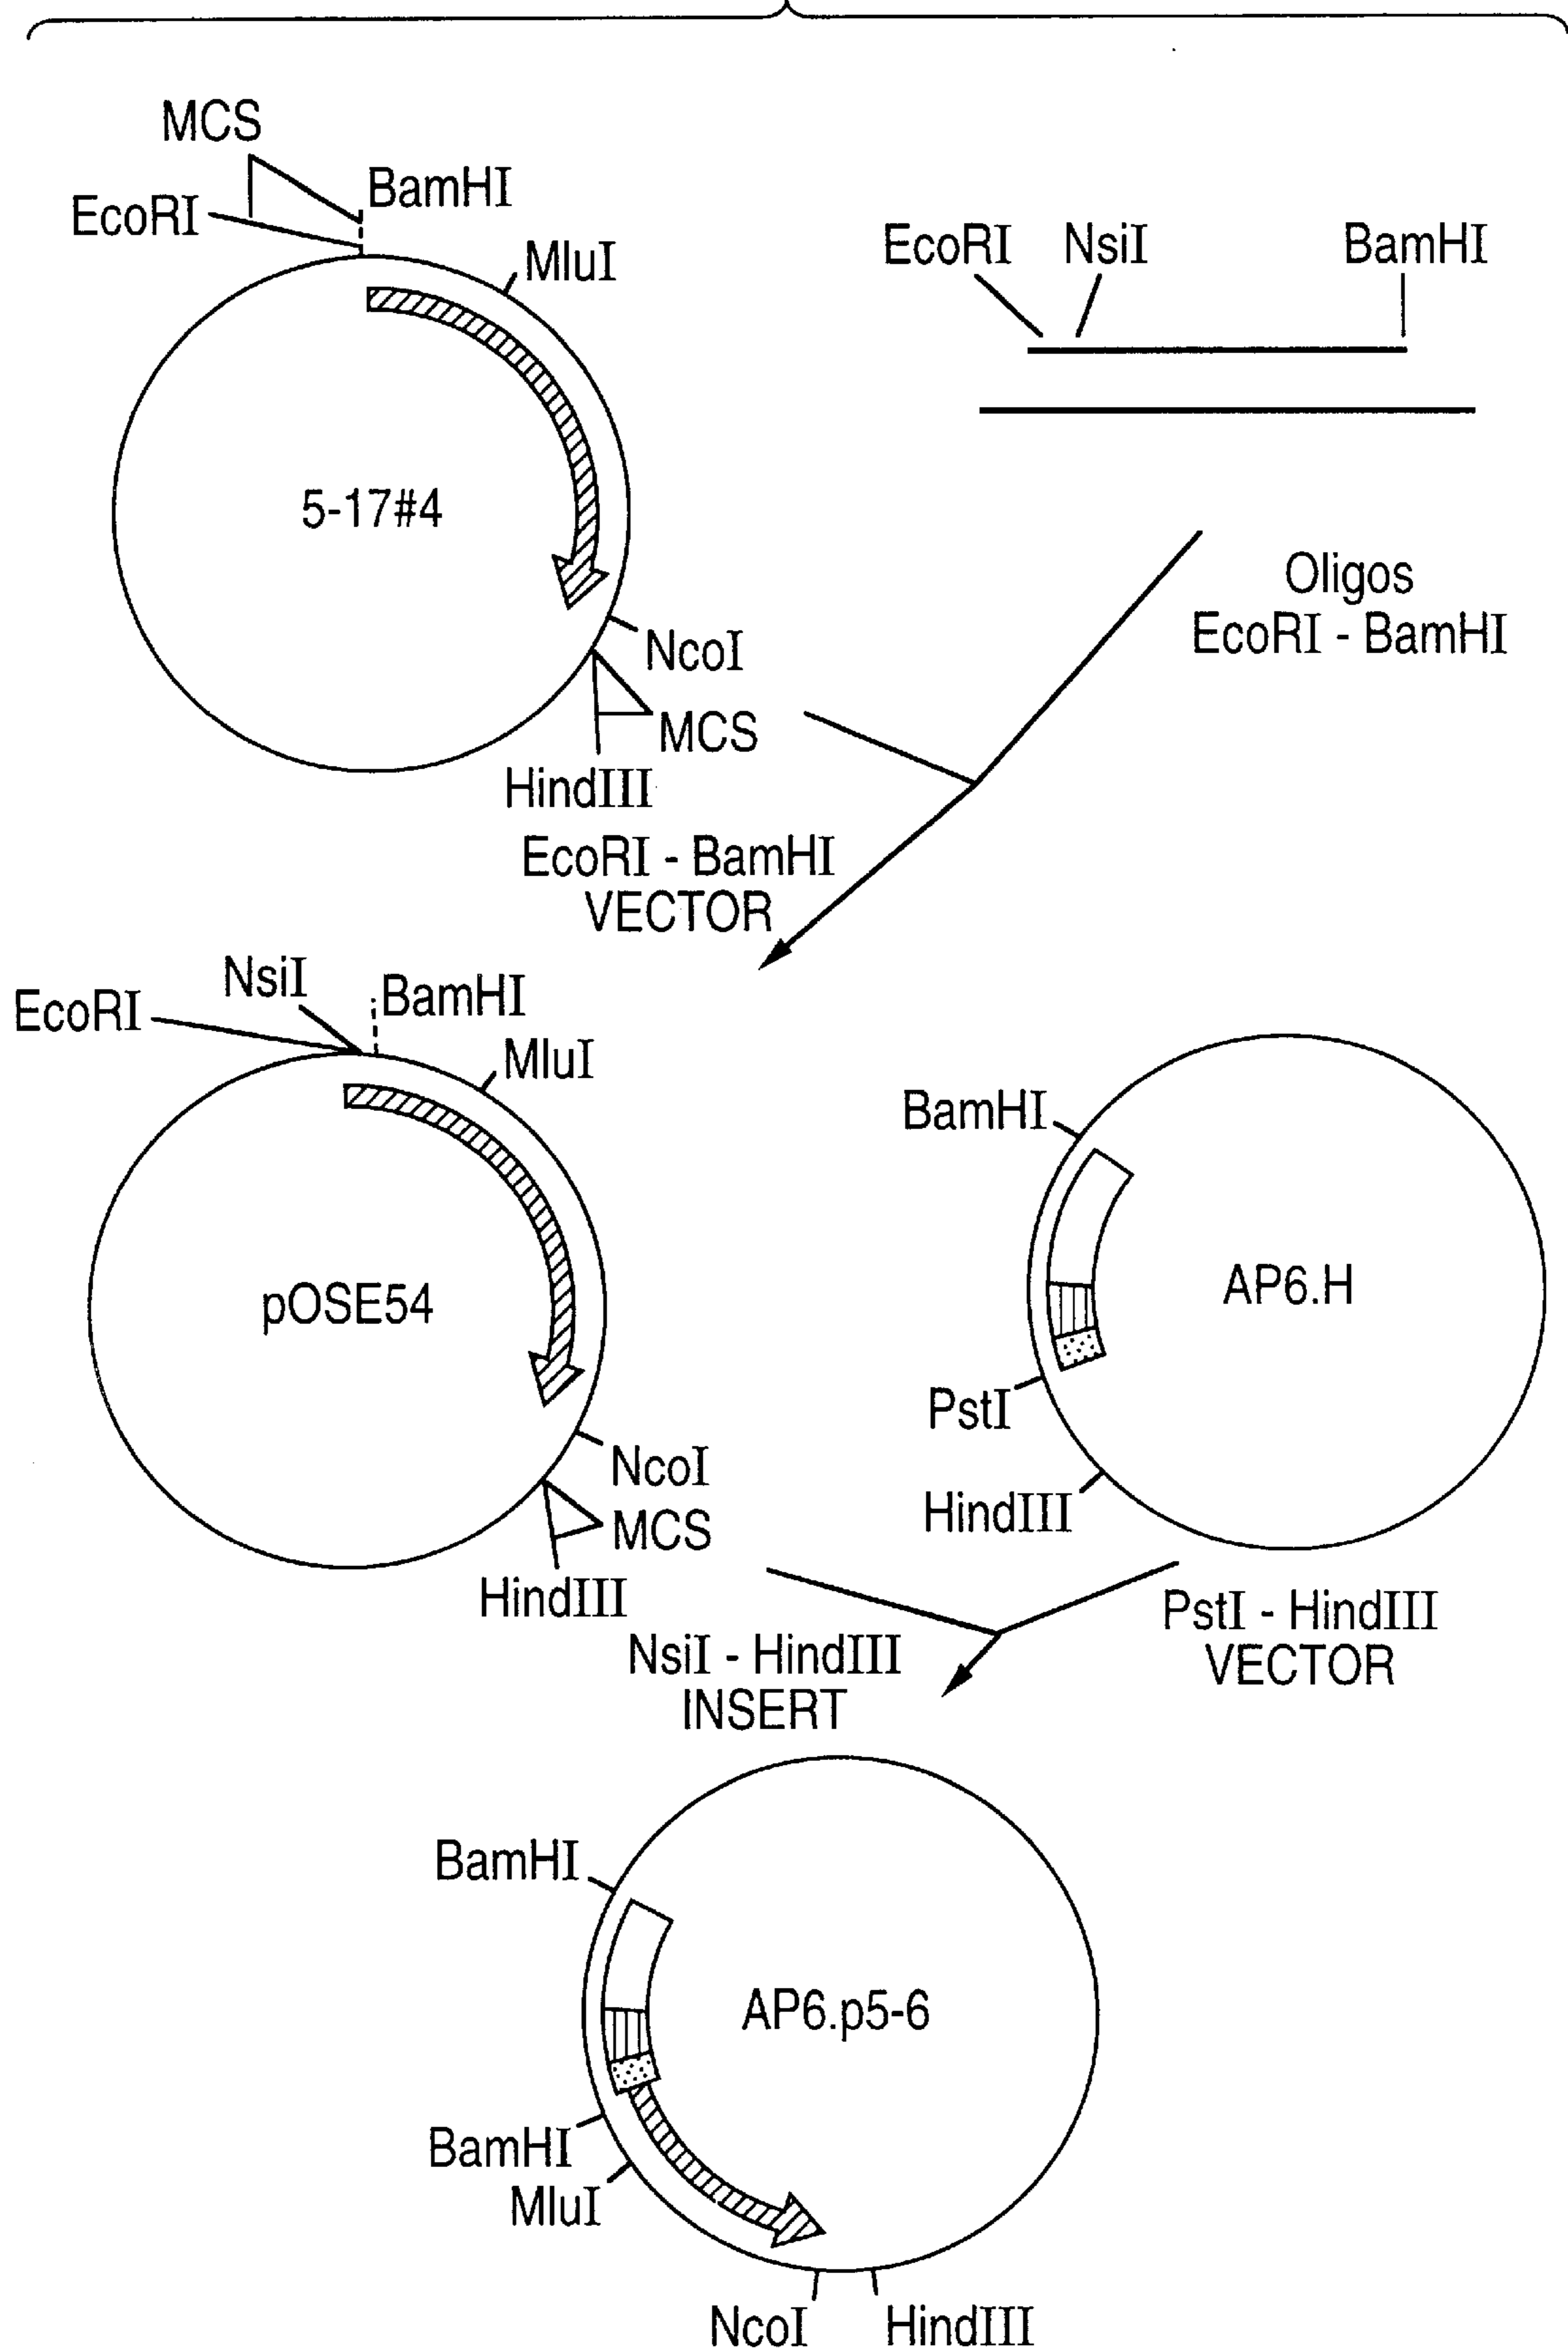 MCS
BamHI
EcoRI
MluI
5-17#4
NcoI
MCS
HindIII
EcoRI - BamHI
VECTOR
EcoRI
NsiI
BamHI
Oligos
EcoRI - BamHI
NsiI
BamHI
EcoRI
MluI
pOSE54
NcoI
MCS
HindIII
NsiI - HindIII
INSERT
BamHI
AP6.H
PstI
HindIII
PstI - HindIII
VECTOR
BamHI
AP6.p5-6
BamHI
MluI
NcoI
HindIII